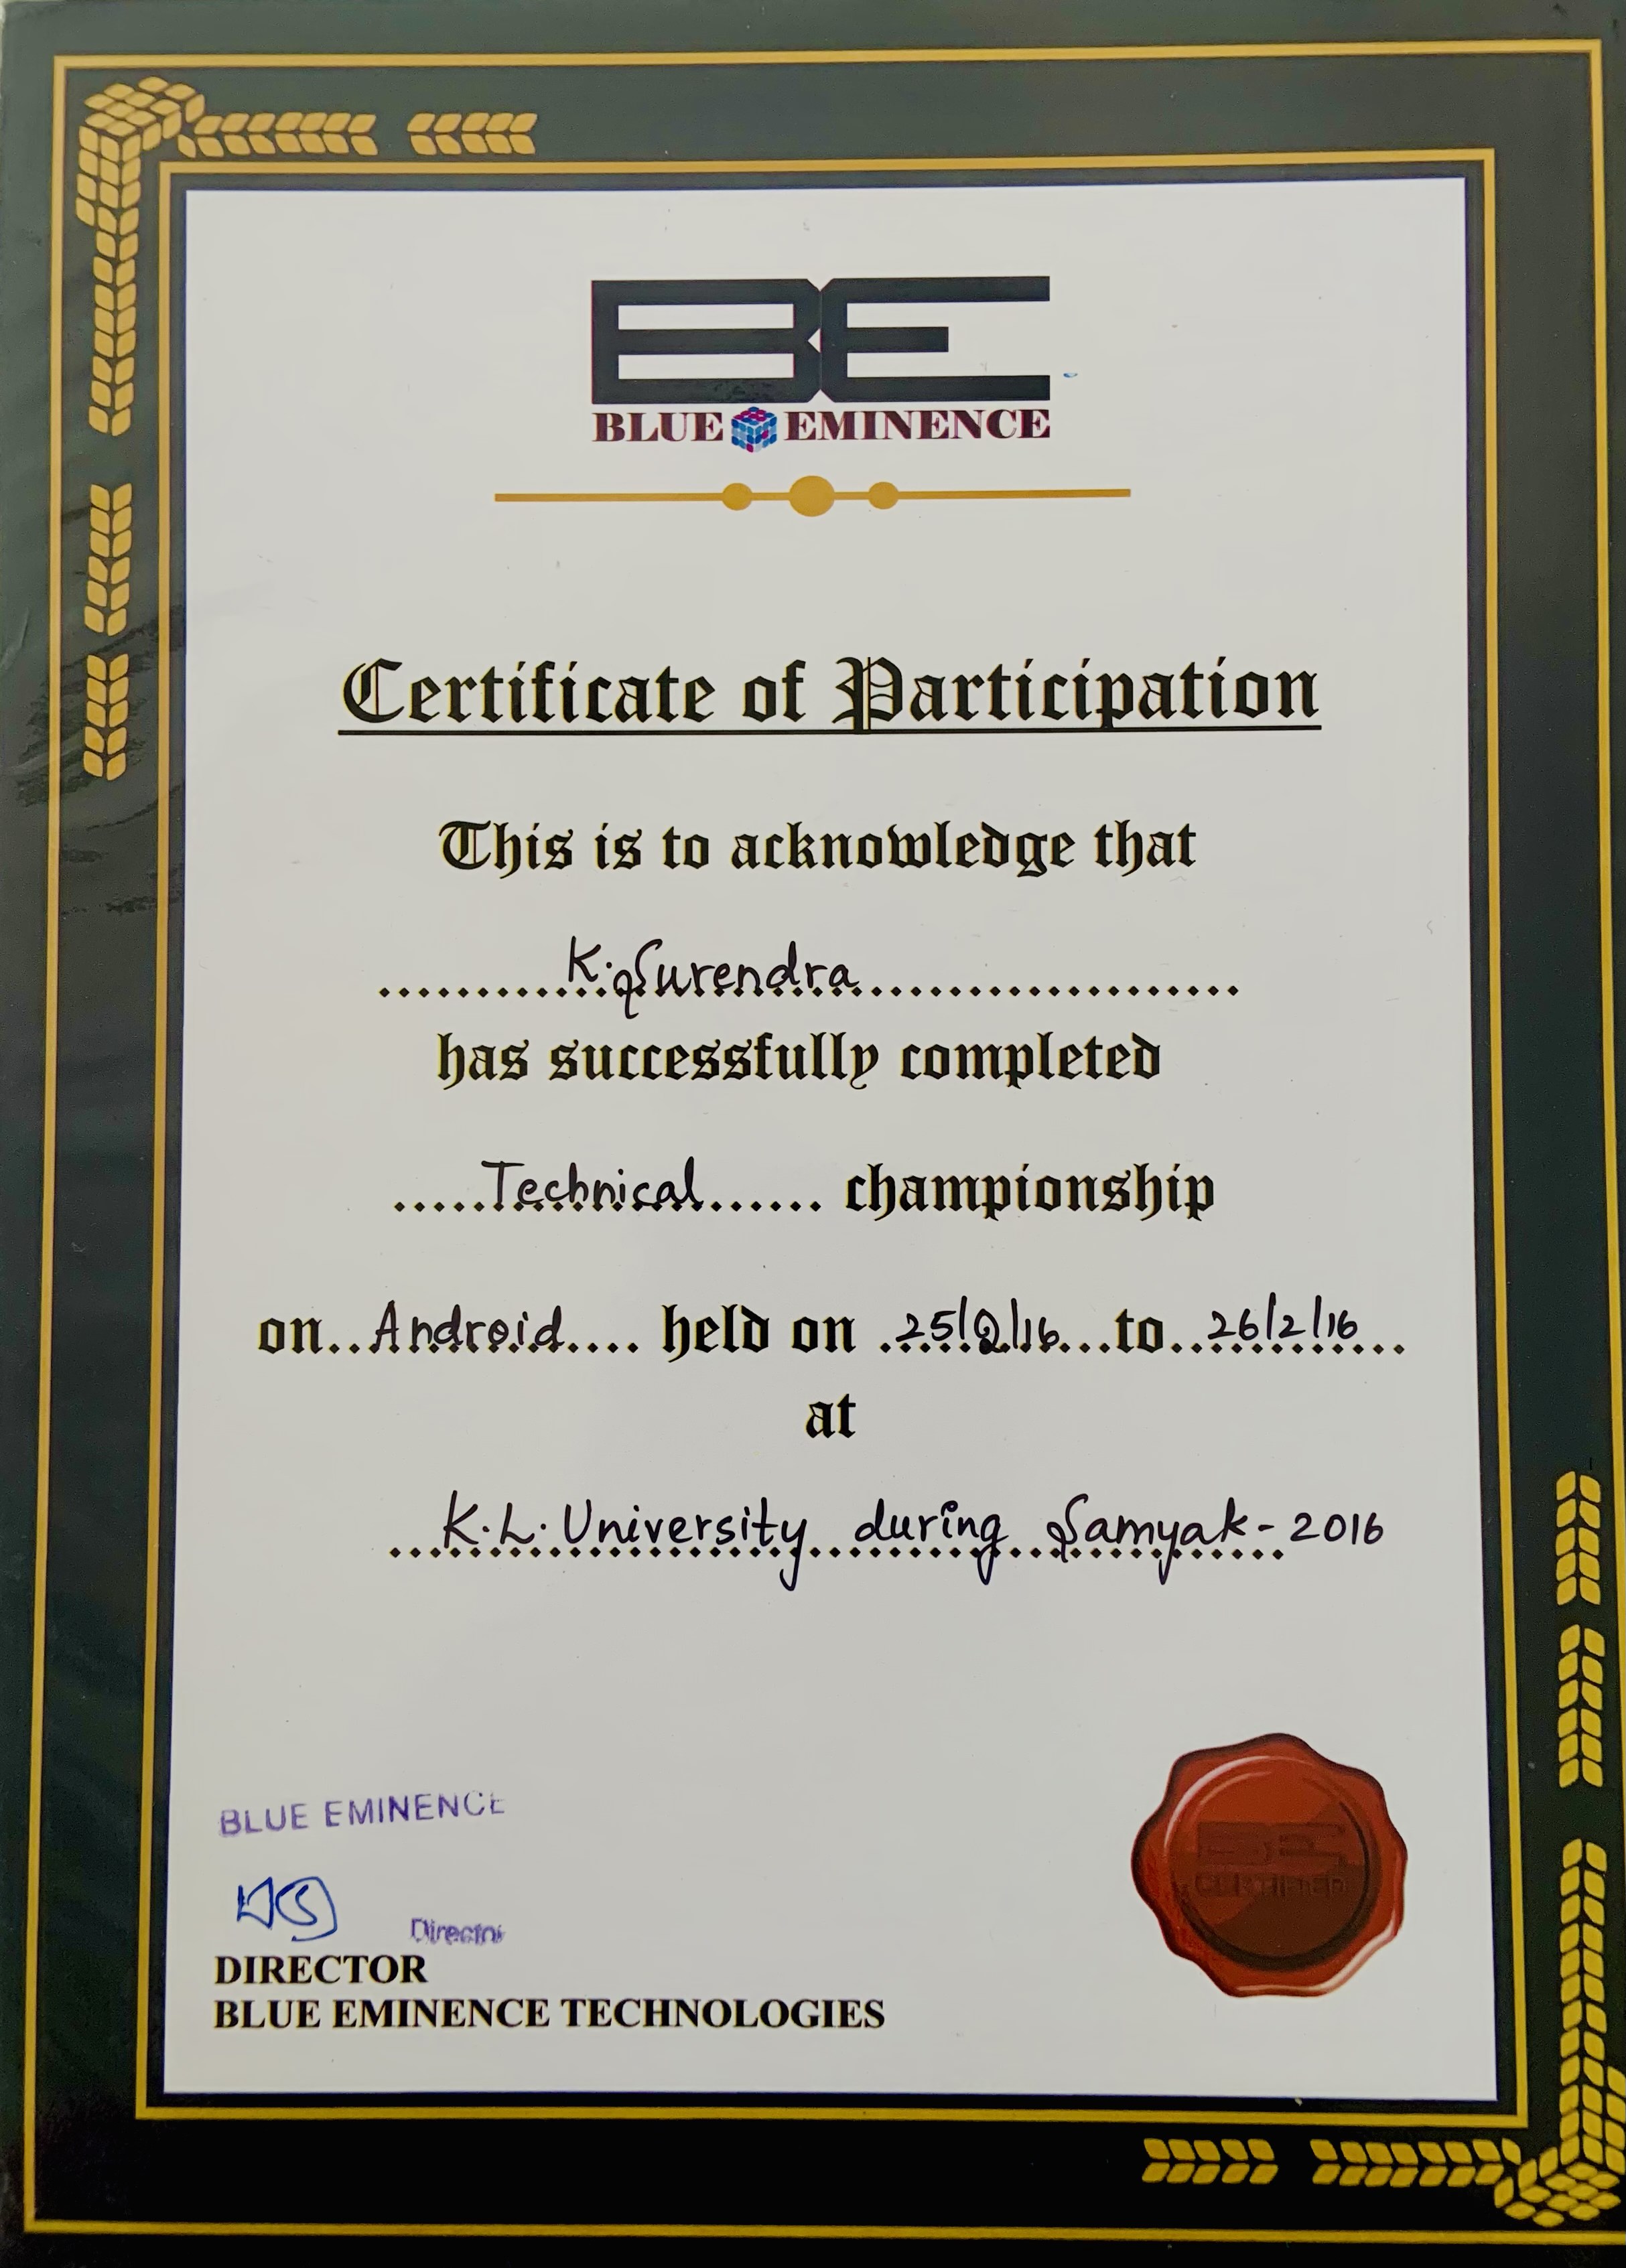 BE
BLUE EMINENCE
Certificate of Participation
This is to acknowledge that
K. Surendra
has successfully completed
Technical championship
on Android held on 25/2/16 to 26/2/16
at
K.L. University during Samyak-2016
BLUE EMINENCE
Director
DIRECTOR
BLUE EMINENCE TECHNOLOGIES
BE
CERTIFIED